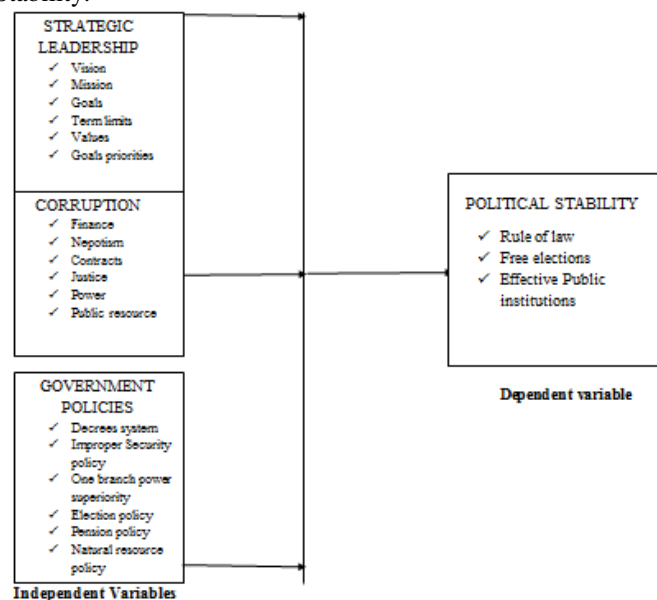 STRATEGIC
LEADERSHIP
✓ Vision
✓ Mission
✓ Goals
✓ Term limits
✓ Values
✓ Goals priorities
CORRUPTION
✓ Finance
✓ Nepotism
✓ Contracts
✓ Justice
✓ Power
✓ Public resource
GOVERNMENT
POLICIES
✓ Decrees system
✓ Improper Security
policy
✓ One branch power
superiority
✓ Election policy
✓ Pension policy
✓ Natural resource
policy
Independent Variables
POLITICAL STABILITY
✓ Rule of law
✓ Free elections
✓ Effective Public
institutions
Dependent variable